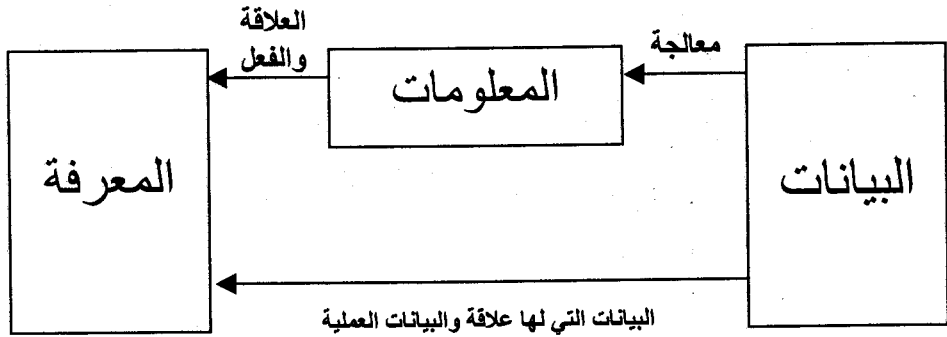 البيانات
معالجة
المعلومات
العلاقة
والفعل
المعرفة
البيانات التي لها علاقة والبيانات العملية